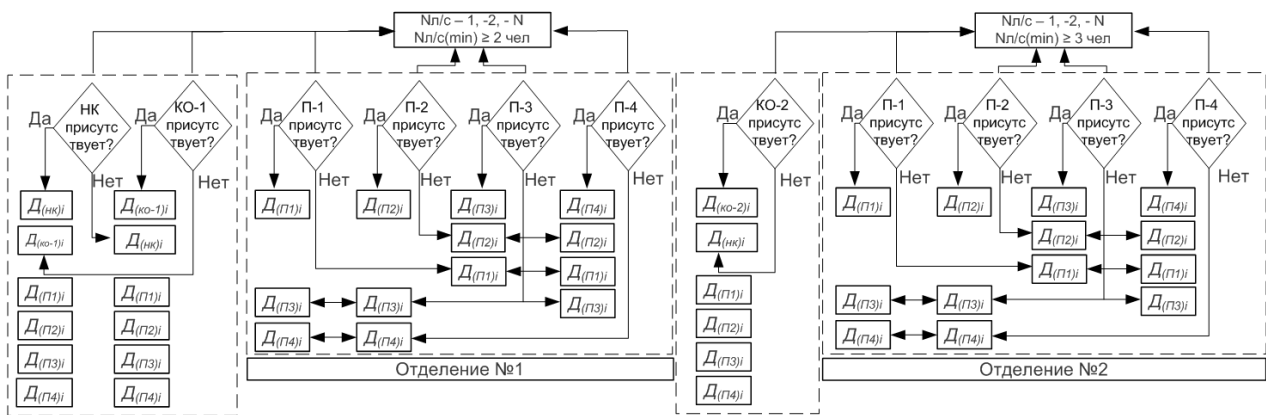 Nл/с – 1, -2, - N
Nл/с(min) ≥ 2 чел
Nл/с – 1, -2, - N
Nл/с(min) ≥ 3 чел
НК
присутс
твует?
Да
Нет
КО-1
присутс
твует?
Да
Нет
Д(нк)i
Д(ко-1)i
Д(ко-1)i
Д(нк)i
Д(П1)i
Д(П1)i
Д(П2)i
Д(П2)i
Д(П3)i
Д(П3)i
Д(П4)i
Д(П4)i
П-1
присутс
твует?
Да
Нет
П-2
присутс
твует?
Да
Нет
П-3
присутс
твует?
Да
Нет
П-4
присутс
твует?
Да
Нет
Д(П1)i
Д(П2)i
Д(П3)i
Д(П4)i
Д(П2)i
Д(П2)i
Д(П1)i
Д(П1)i
Д(П3)i
Д(П3)i
Д(П3)i
Д(П4)i
Д(П4)i
Отделение №1
КО-2
присутс
твует?
Да
Нет
Д(ко-2)i
Д(нк)i
Д(П1)i
Д(П2)i
Д(П3)i
Д(П4)i
П-1
присутс
твует?
Да
Нет
П-2
присутс
твует?
Да
Нет
П-3
присутс
твует?
Да
Нет
П-4
присутс
твует?
Да
Нет
Д(П1)i
Д(П2)i
Д(П3)i
Д(П4)i
Д(П2)i
Д(П2)i
Д(П1)i
Д(П1)i
Д(П3)i
Д(П3)i
Д(П3)i
Д(П4)i
Д(П4)i
Отделение №2